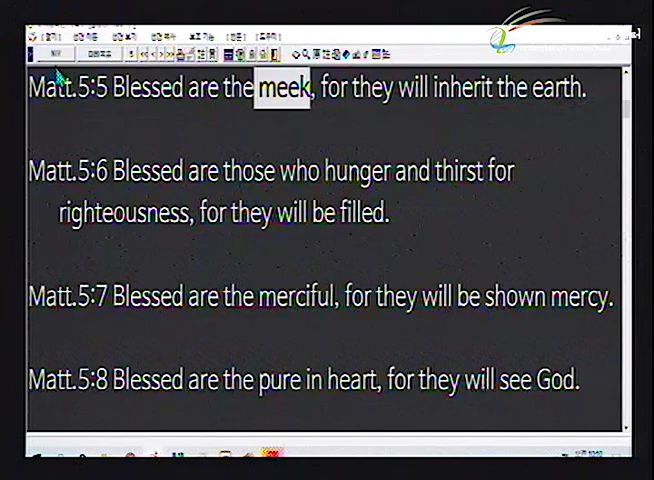 Matt.5:5 Blessed are the meek, for they will inherit the earth.
Matt.5:6 Blessed are those who hunger and thirst for
righteousness, for they will be filled.
Matt.5:7 Blessed are the merciful, for they will be shown mercy.
Matt.5:8 Blessed are the pure in heart, for they will see God.